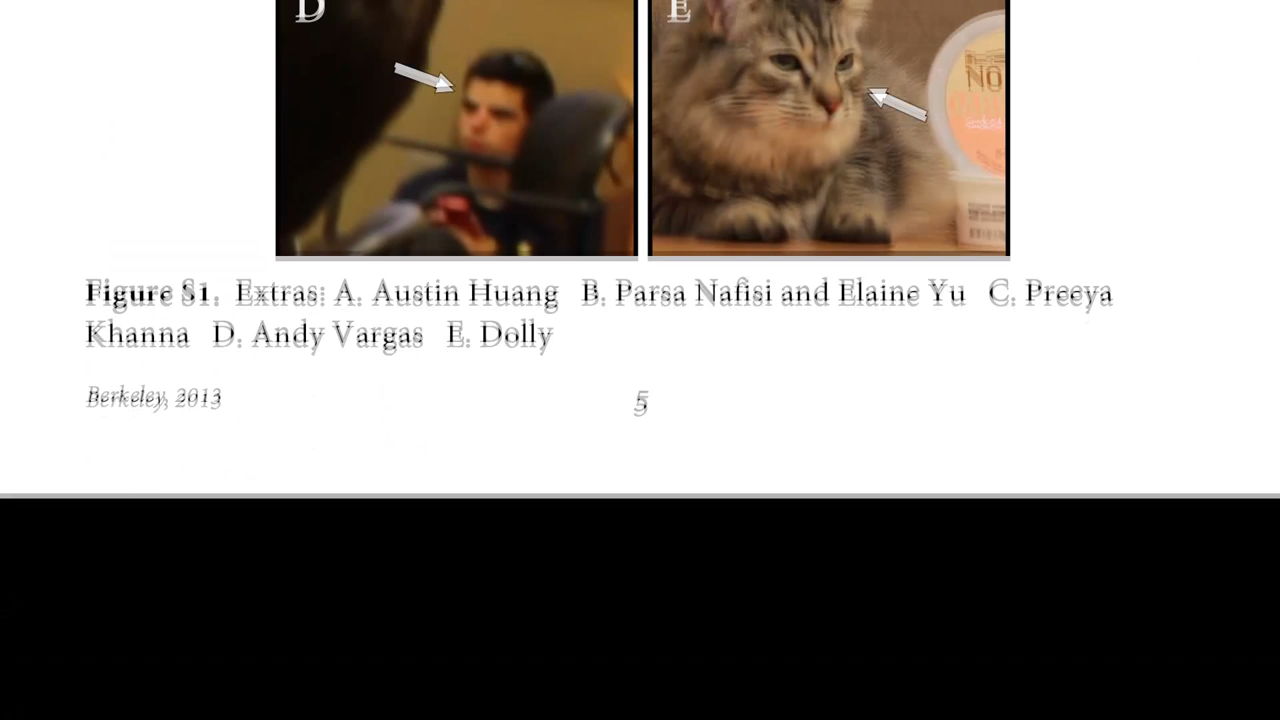 D E
NO
Figure S1. Extras: A. Austin Huang B. Parsa Nafisi and Elaine Yu C. Preeya
Khanna D. Andy Vargas E. Dolly
Berkeley, 2013 5